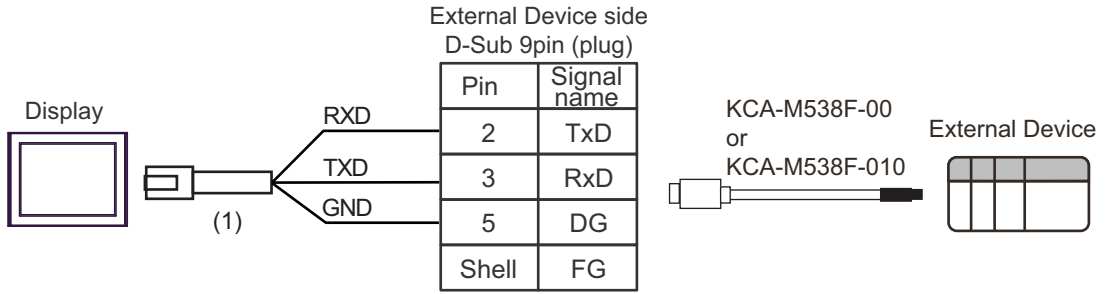 External Device side
D-Sub 9pin (plug)
Pin Signal name
Display
RXD 2 TxD
TXD 3 RxD
GND 5 DG
Shell FG
(1)
KCA-M538F-00
or
KCA-M538F-010
External Device